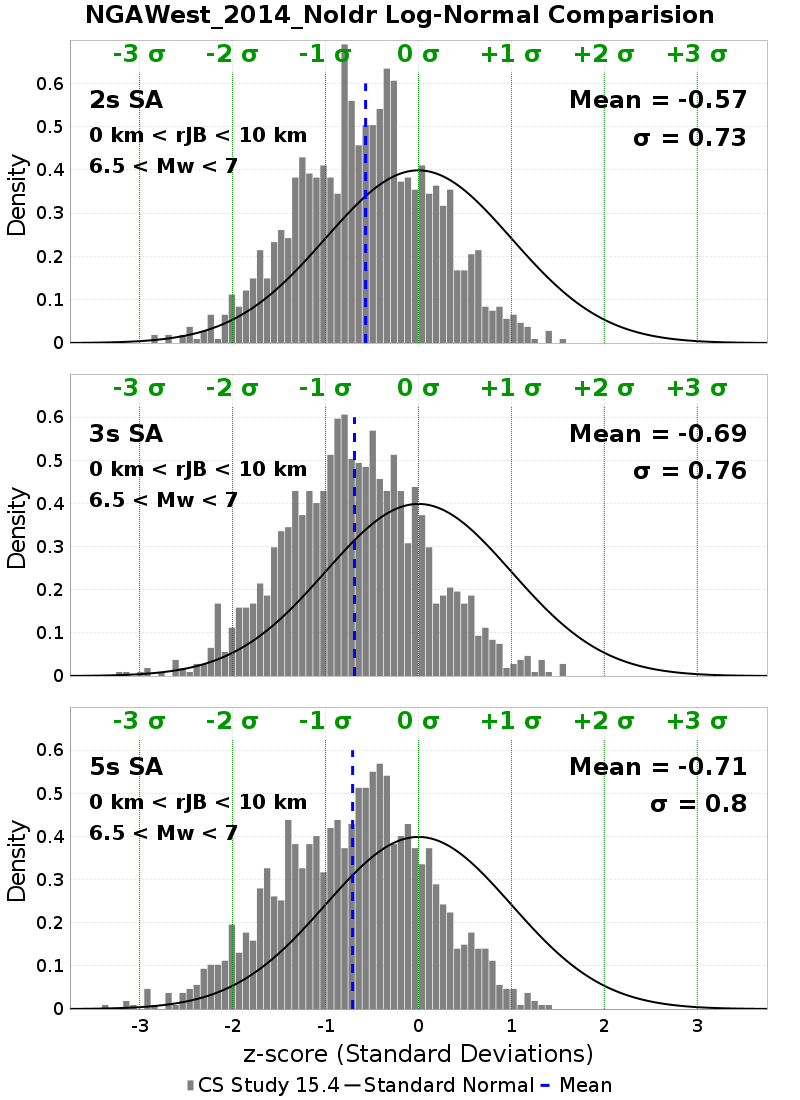 NGAWest_2014_NoIdr Log-Normal Comparision
-3 σ -2 σ -1 σ 0 σ +1 σ +2 σ +3 σ
0.6
2s SA Mean = -0.57
0.5
0 km < rJB < 10 km σ = 0.73
6.5 < Mw < 7
0.4
0.3
0.2
0.1
0
Density
-3 σ -2 σ -1 σ 0 σ +1 σ +2 σ +3 σ
0.6
3s SA Mean = -0.69
0.5
0 km < rJB < 10 km σ = 0.76
6.5 < Mw < 7
0.4
0.3
0.2
0.1
0
Density
-3 σ -2 σ -1 σ 0 σ +1 σ +2 σ +3 σ
0.6
5s SA Mean = -0.71
0.5
0 km < rJB < 10 km σ = 0.8
6.5 < Mw < 7
0.4
0.3
0.2
0.1
0
Density
-3 -2 -1 0 1 2 3
z-score (Standard Deviations)
CS Study 15.4 Standard Normal Mean